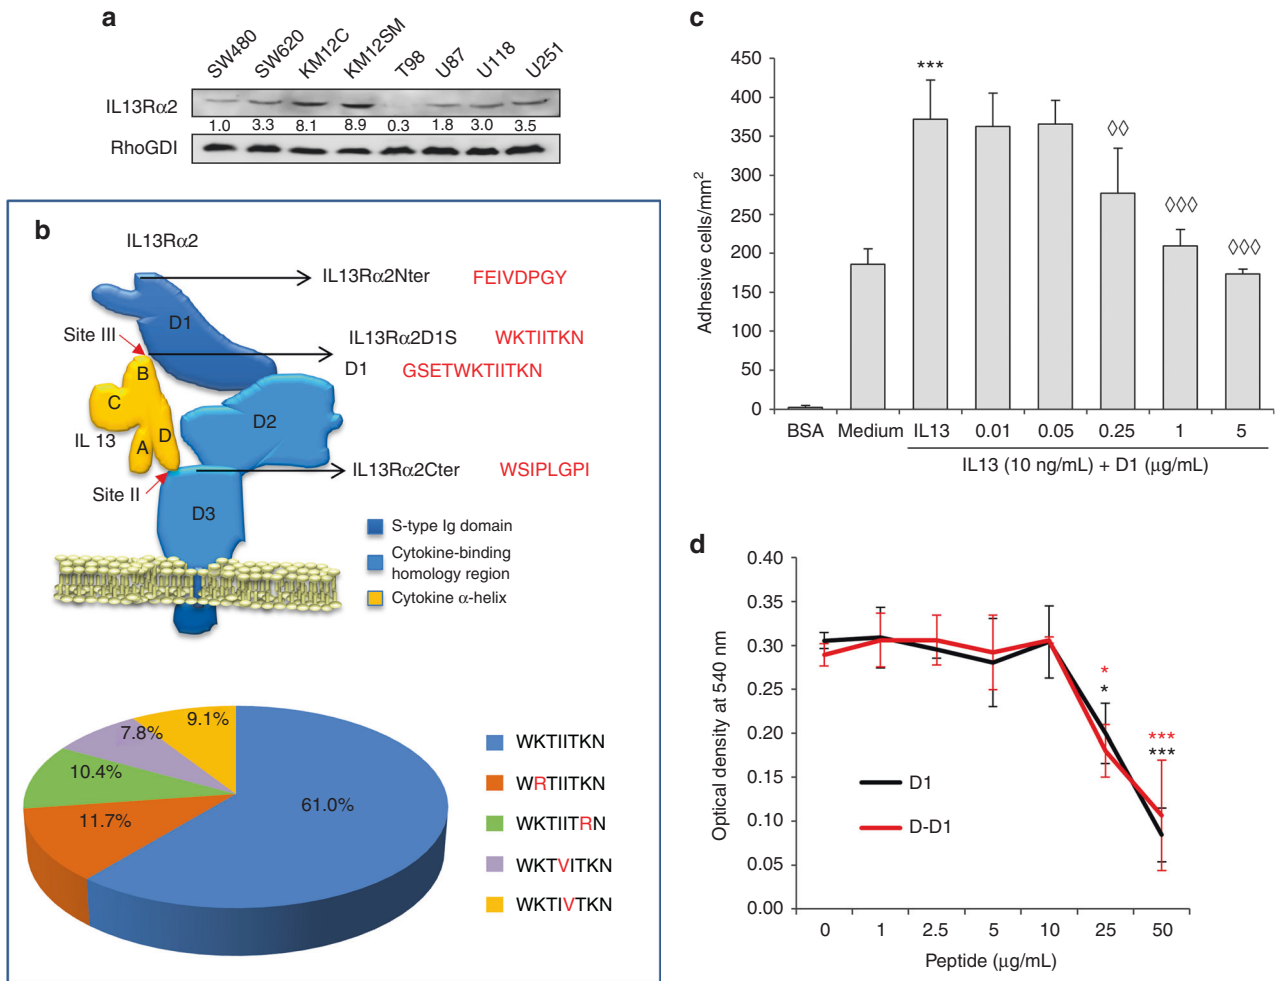 a
SW480 SW620 KM12C KM12SM T98 U87 U118 U251
IL13Rα2
1.0 3.3 8.1 8.9 0.3 1.8 3.0 3.5
RhoGDI
b
IL13Rα2
IL13Rα2Nter FEIVDPGY
D1
Site III
IL13Rα2D1S WKTIITKN
D1 GSETWKTIITKN
B
C
D2
IL 13
A
D
IL13Rα2Cter WSIPLGPI
Site II
D3
S-type Ig domain
Cytokine-binding
homology region
Cytokine α-helix
9.1%
7.8%
10.4%
11.7%
61.0%
WKTIITKN
WRTIITKN
WKTIITRN
WKTVITKN
WKTIVTKN
c
Adhesive cells/mm²
450
400
350
300
250
200
150
100
50
0
***
◊◊
◊◊◊
◊◊◊
BSA Medium IL13 0.01 0.05 0.25 1 5
IL13 (10 ng/mL) + D1 (μg/mL)
d
Optical density at 540 nm
0.40
0.35
0.30
0.25
0.20
0.15
0.10
0.05
0.00
*
*
***
***
D1
D-D1
0 1 2.5 5 10 25 50
Peptide (μg/mL)